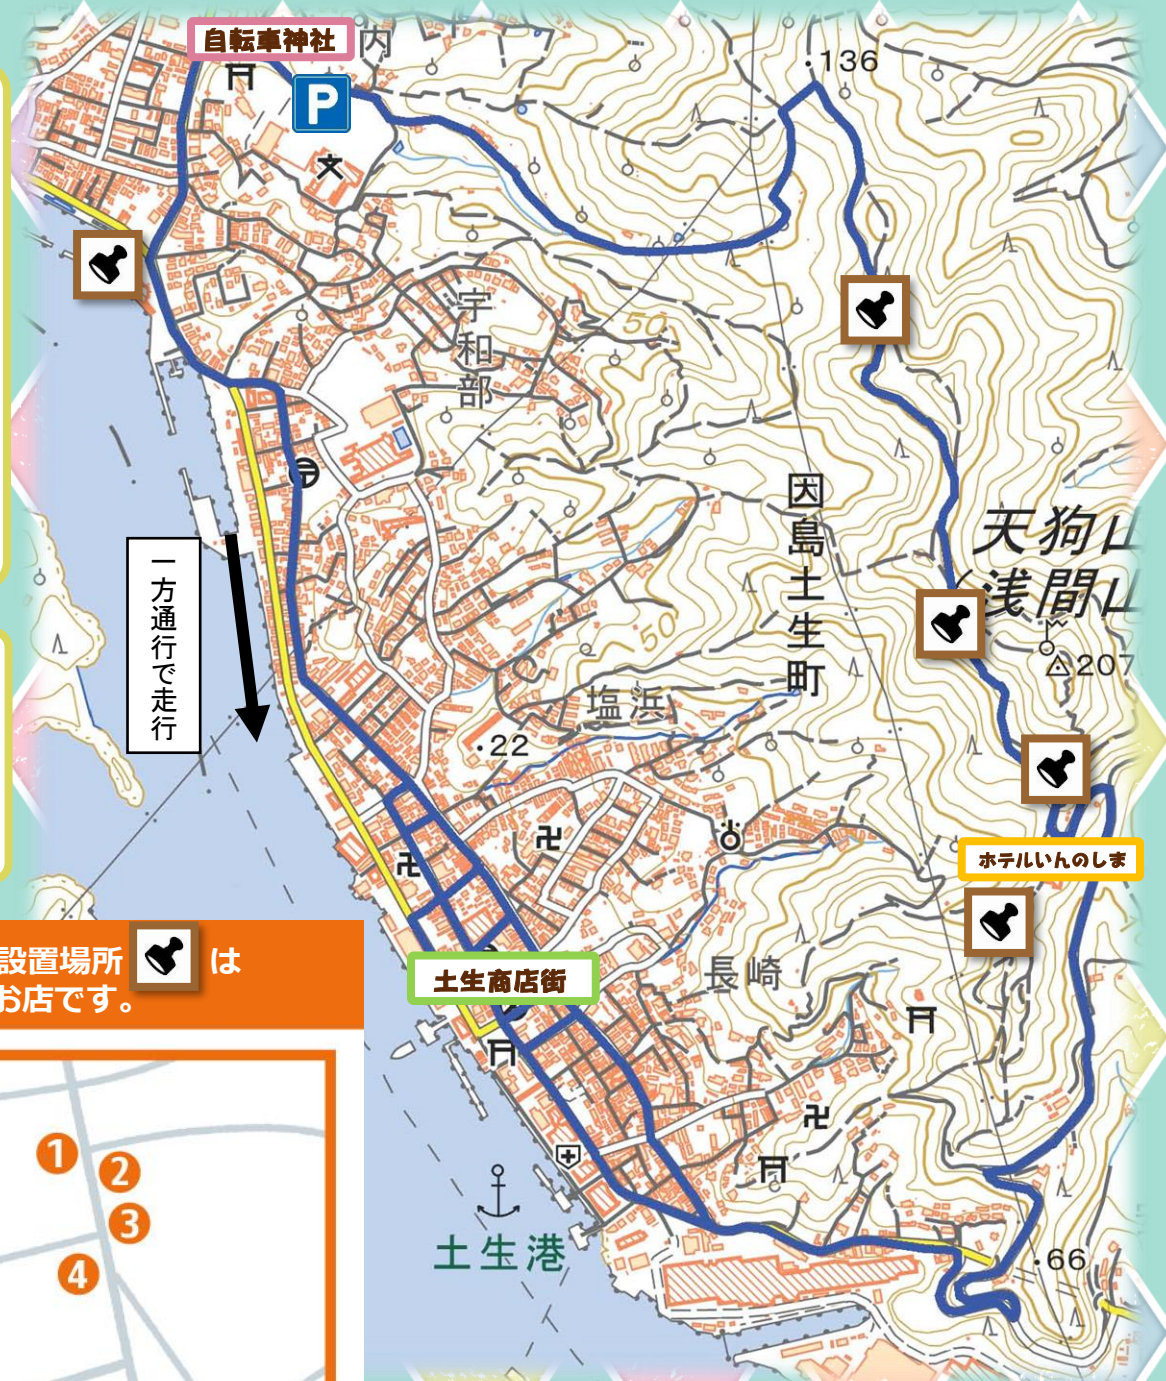 自転車神社
内
P
136
宇和部
50
因島土生町
天狗山
浅間山
207
50
一方通行で走行
塩浜
22
ホテルいんのしま
設置場所 は
お店です。
土生商店街
長崎
1
2
3
4
土生港
66